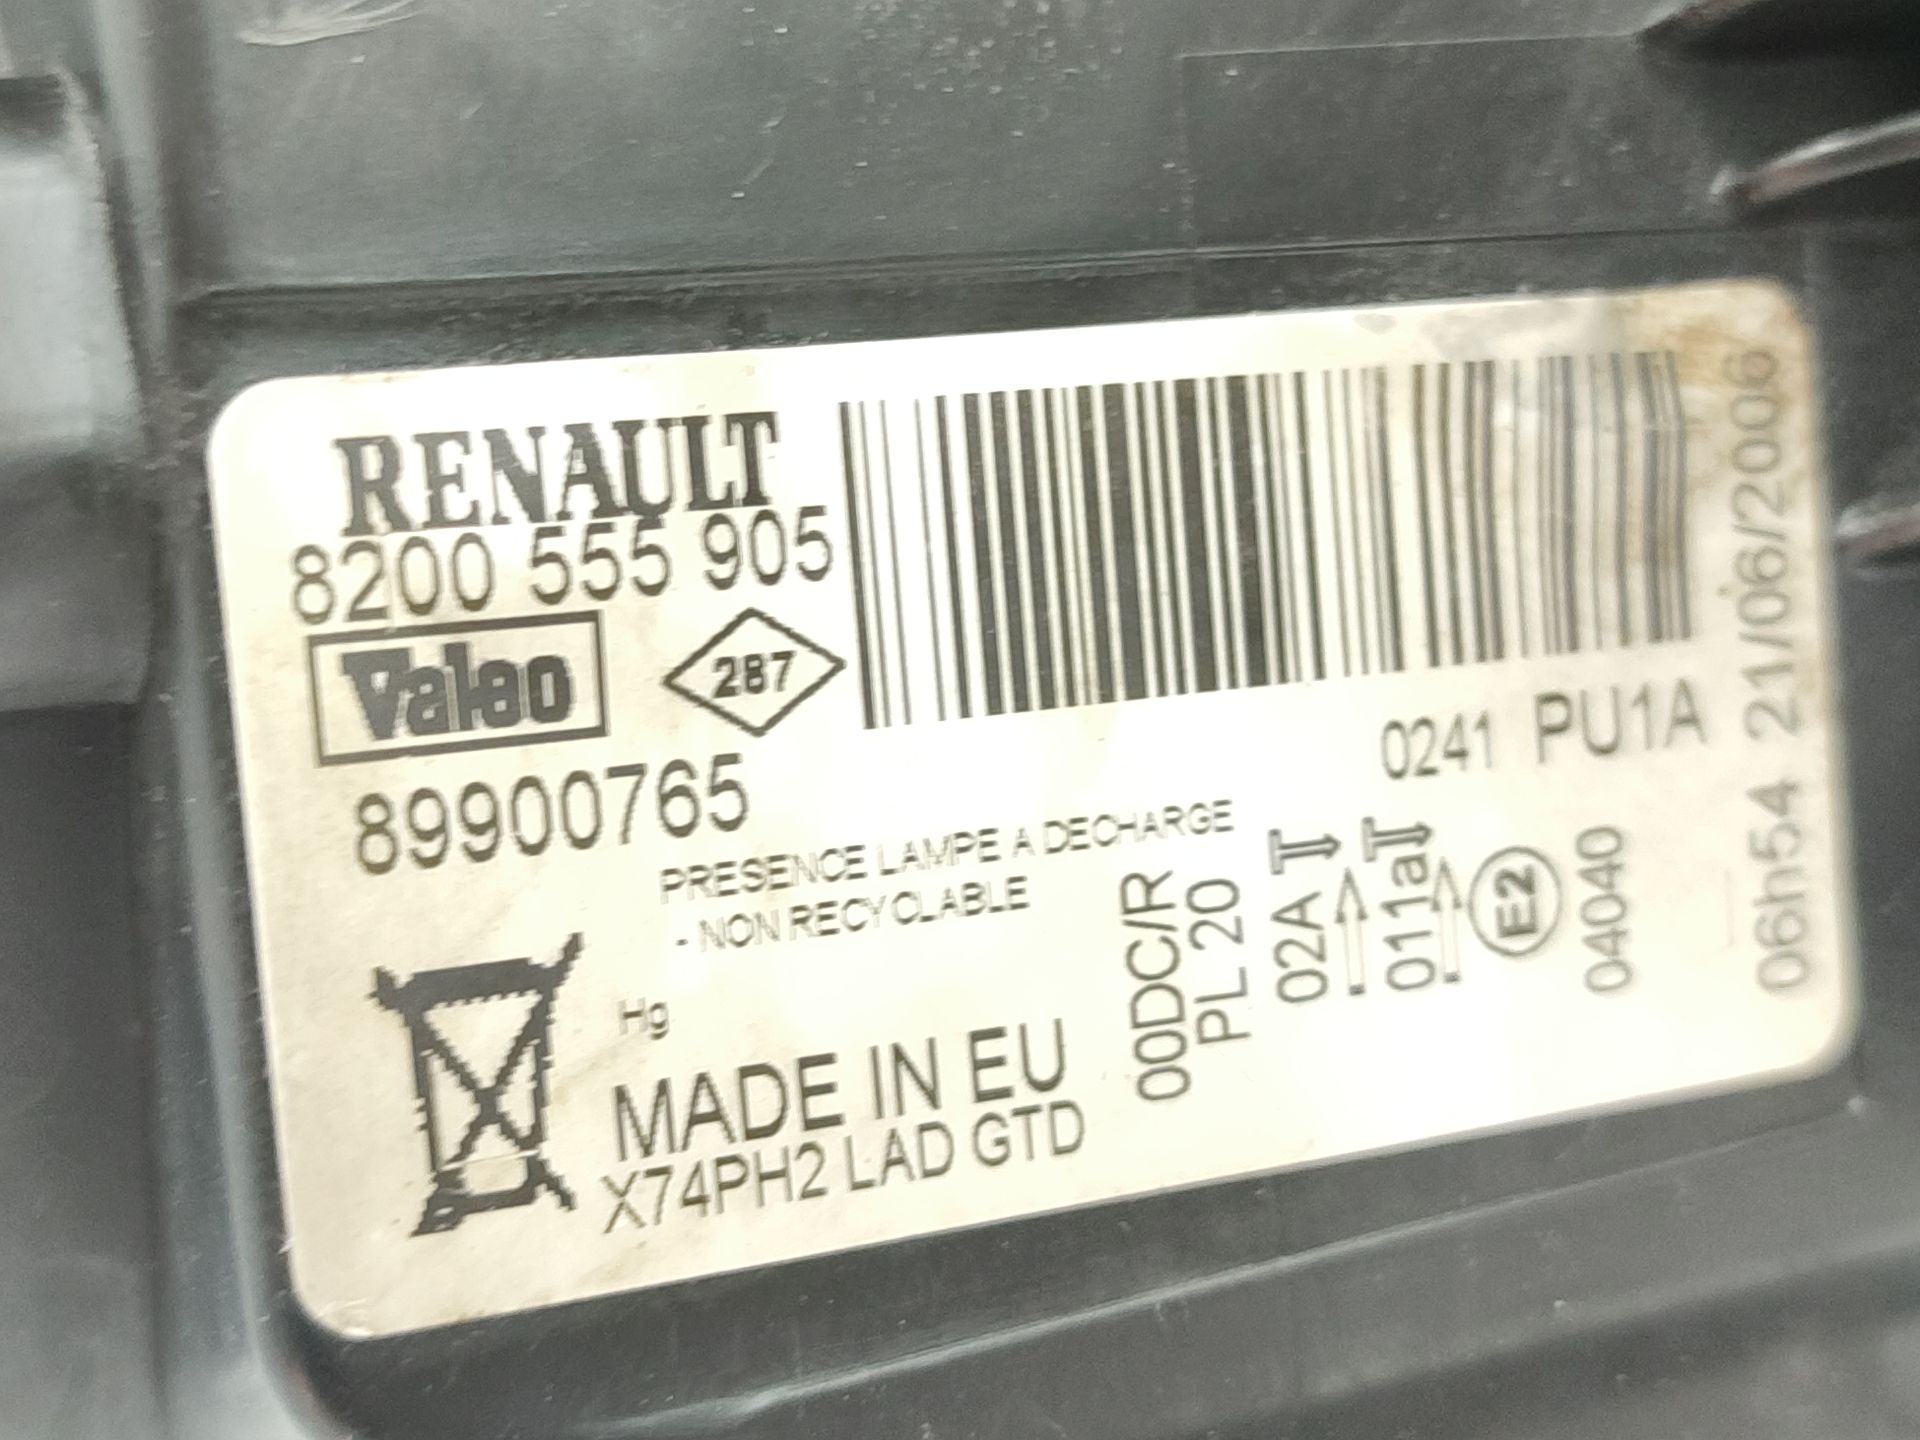 RENAULT
8200 555 905
Valeo
287
89900765
0241 PU1A
PRESENCE LAMPE A DECHARGE
- NON RECYCLABLE
Hg
MADE IN EU
X74PH2 LAD GTD
00DC/R
PL 20
02A
011a
E2
04040
06h54 21/06/2006